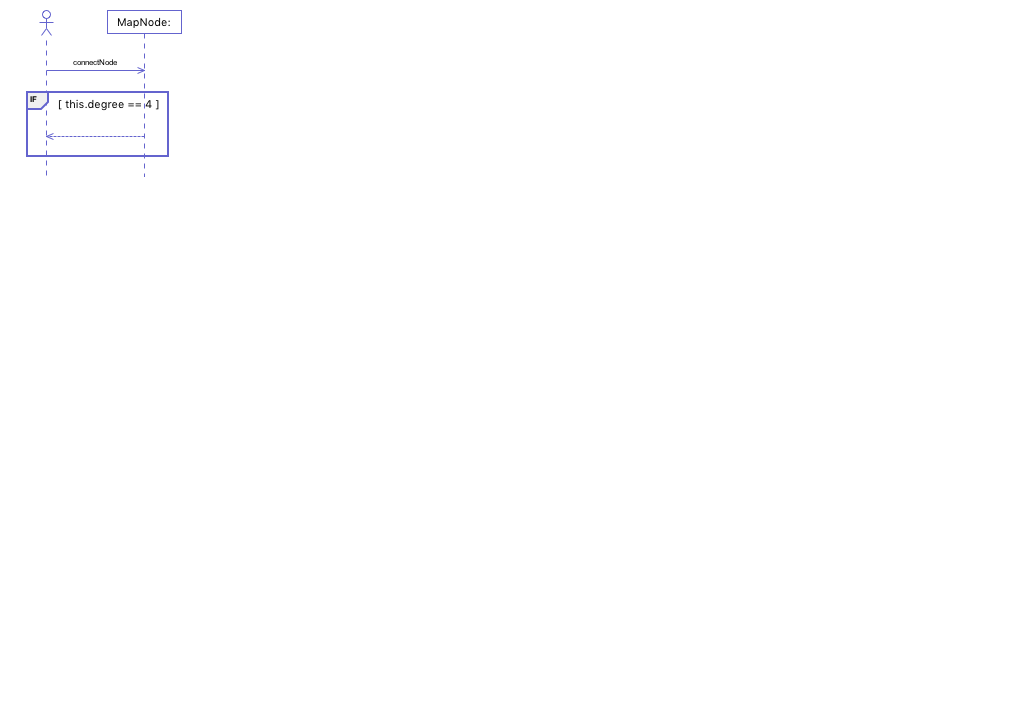 MapNode:
connectNode
IF
[ this.degree == 4 ]